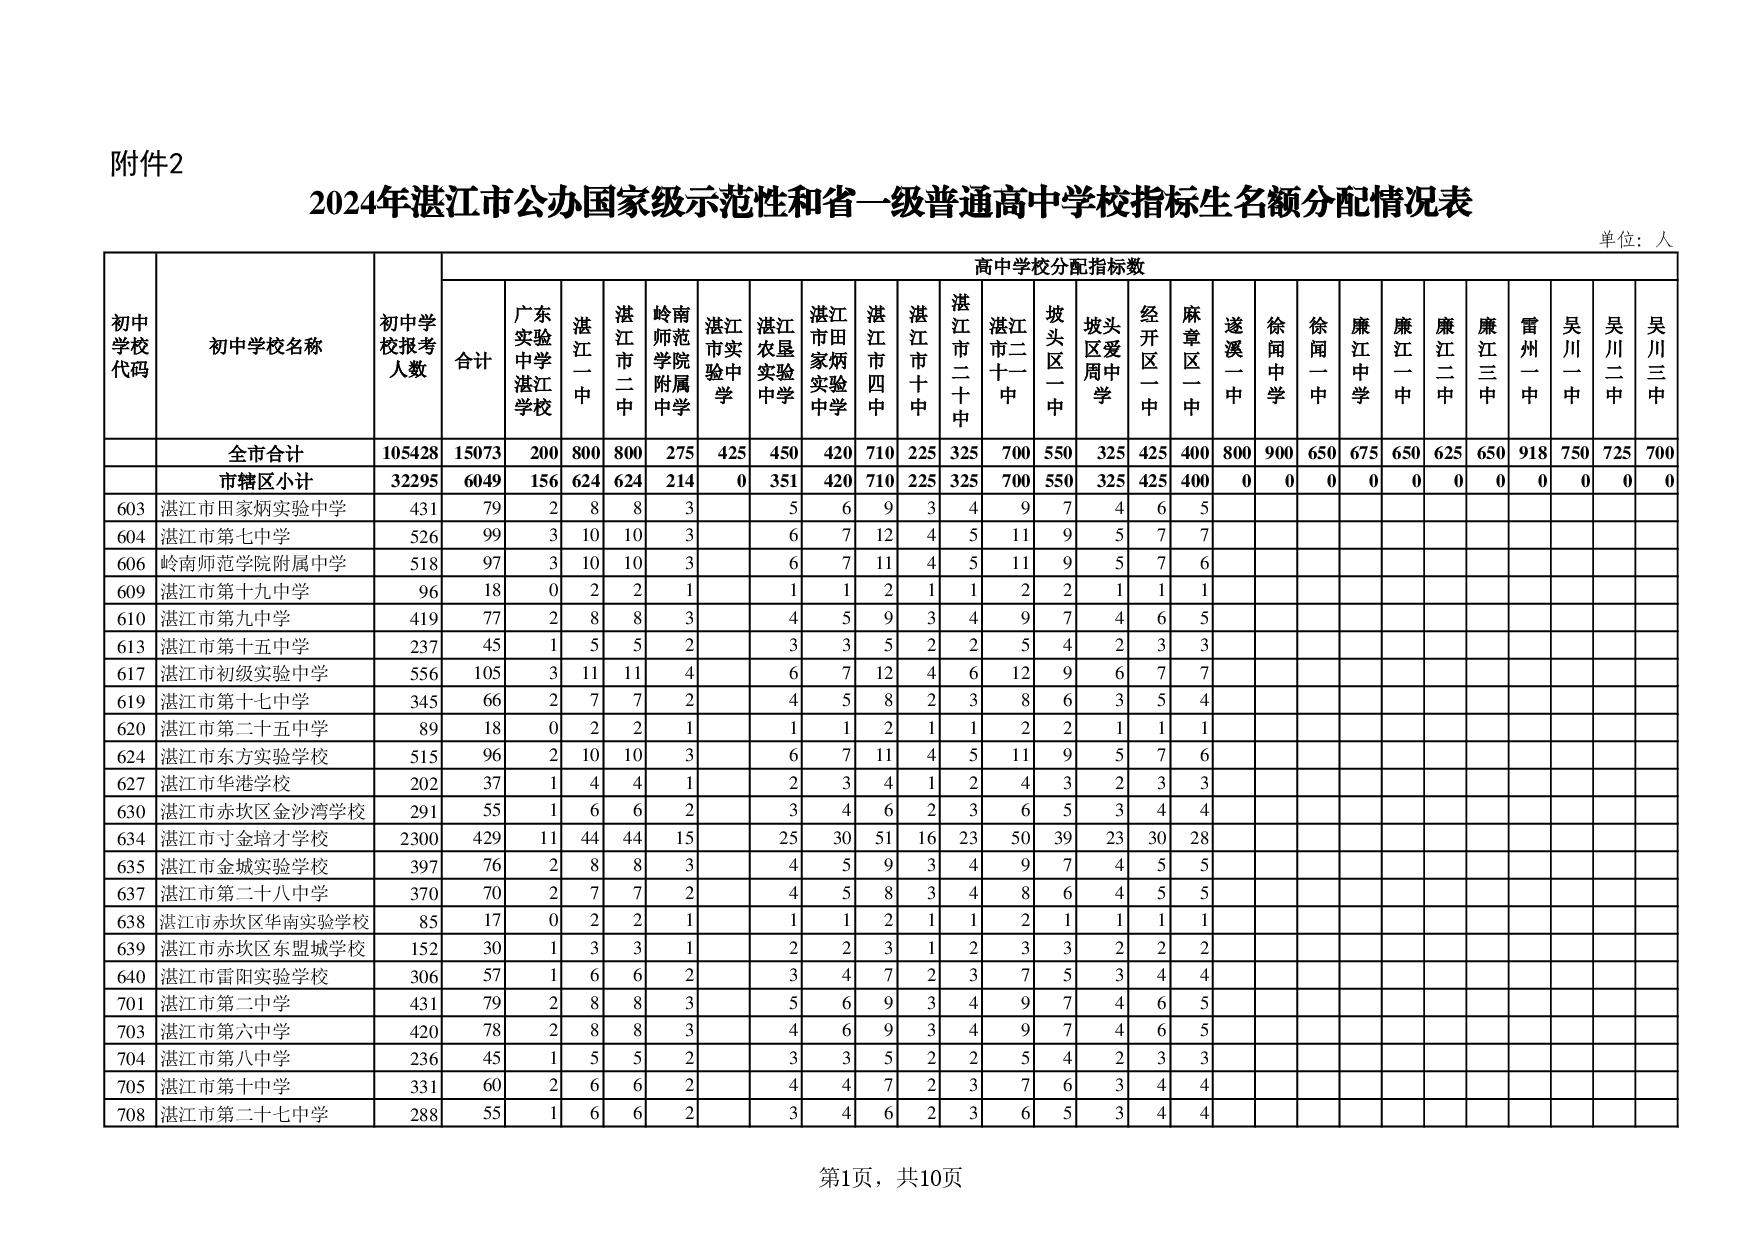 附件2
2024年湛江市公办国家级示范性和省一级普通高中学校指标生名额分配情况表
单位：人
初中学校代码 初中学校名称 初中学校报考人数 高中学校分配指标数
合计 广东实验中学湛江学校 湛江一中 湛江市二中 岭南师范学院附属中学 湛江市实验中学 湛江农垦实验中学 湛江市田家炳实验中学 湛江市四中 湛江市十中 湛江市二十中 湛江市二十一中 坡头区一中 坡头区爱周中学 经开区一中 麻章区一中 遂溪一中 徐闻中学 徐闻一中 廉江中学 廉江一中 廉江二中 廉江三中 雷州一中 吴川一中 吴川二中 吴川三中
全市合计 105428 15073 200 800 800 275 425 450 420 710 225 325 700 550 325 425 400 800 900 650 675 650 625 650 918 750 725 700
市辖区小计 32295 6049 156 624 624 214 0 351 420 710 225 325 700 550 325 425 400 0 0 0 0 0 0 0 0 0 0 0
603 湛江市田家炳实验中学 431 79 2 8 8 3 5 6 9 3 4 9 7 4 6 5
604 湛江市第七中学 526 99 3 10 10 3 6 7 12 4 5 11 9 5 7 7
606 岭南师范学院附属中学 518 97 3 10 10 3 6 7 11 4 5 11 9 5 7 6
609 湛江市第十九中学 96 18 0 2 2 1 1 1 2 1 1 2 2 1 1 1
610 湛江市第九中学 419 77 2 8 8 3 4 5 9 3 4 9 7 4 6 5
613 湛江市第十五中学 237 45 1 5 5 2 3 3 5 2 2 5 4 2 3 3
617 湛江市初级实验中学 556 105 3 11 11 4 6 7 12 4 6 12 9 6 7 7
619 湛江市第十七中学 345 66 2 7 7 2 4 5 8 2 3 8 6 3 5 4
620 湛江市第二十五中学 89 18 0 2 2 1 1 1 2 1 1 2 2 1 1 1
624 湛江市东方实验学校 515 96 2 10 10 3 6 7 11 4 5 11 9 5 7 6
627 湛江市华港学校 202 37 1 4 4 1 2 3 4 1 2 4 3 2 3 3
630 湛江市赤坎区金沙湾学校 291 55 1 6 6 2 3 4 6 2 3 6 5 3 4 4
634 湛江市寸金培才学校 2300 429 11 44 44 15 25 30 51 16 23 50 39 23 30 28
635 湛江市金城实验学校 397 76 2 8 8 3 4 5 9 3 4 9 7 4 5 5
637 湛江市第二十八中学 370 70 2 7 7 2 4 5 8 3 4 8 6 4 5 5
638 湛江市赤坎区华南实验学校 85 17 0 2 2 1 1 1 2 1 1 2 1 1 1 1
639 湛江市赤坎区东盟城学校 152 30 1 3 3 1 2 2 3 1 2 3 3 2 2 2
640 湛江市雷阳实验学校 306 57 1 6 6 2 3 4 7 2 3 7 5 3 4 4
701 湛江市第二中学 431 79 2 8 8 3 5 6 9 3 4 9 7 4 6 5
703 湛江市第六中学 420 78 2 8 8 3 4 6 9 3 4 9 7 4 6 5
704 湛江市第八中学 236 45 1 5 5 2 3 3 5 2 2 5 4 2 3 3
705 湛江市第十中学 331 60 2 6 6 2 4 4 7 2 3 7 6 3 4 4
708 湛江市第二十七中学 288 55 1 6 6 2 3 4 6 2 3 6 5 3 4 4
第1页，共10页